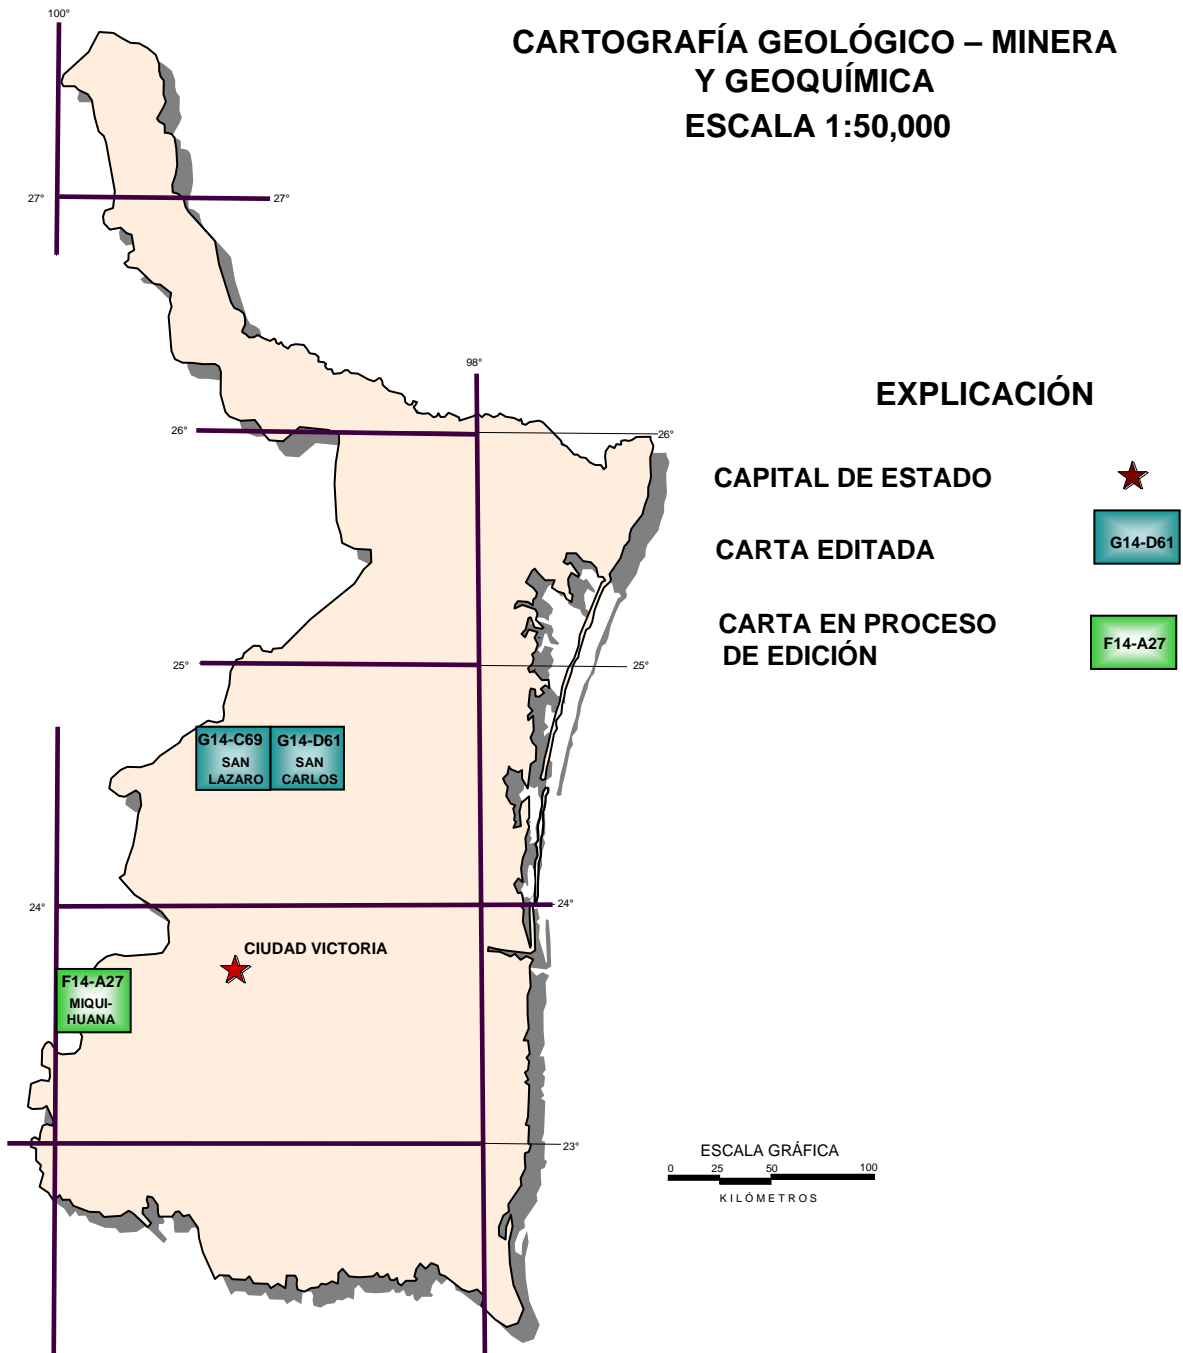 100°
CARTOGRAFÍA GEOLÓGICO – MINERA
Y GEOQUÍMICA
ESCALA 1:50,000
27°
27°
98°
EXPLICACIÓN
26°
26°
CAPITAL DE ESTADO
CARTA EDITADA
G14-D61
CARTA EN PROCESO
DE EDICIÓN
F14-A27
25°
25°
G14-C69
SAN
LAZARO
G14-D61
SAN
CARLOS
24°
24°
CIUDAD VICTORIA
F14-A27
MIQUI-
HUANA
23°
ESCALA GRÁFICA
0 25 50 100
KILÓMETROS